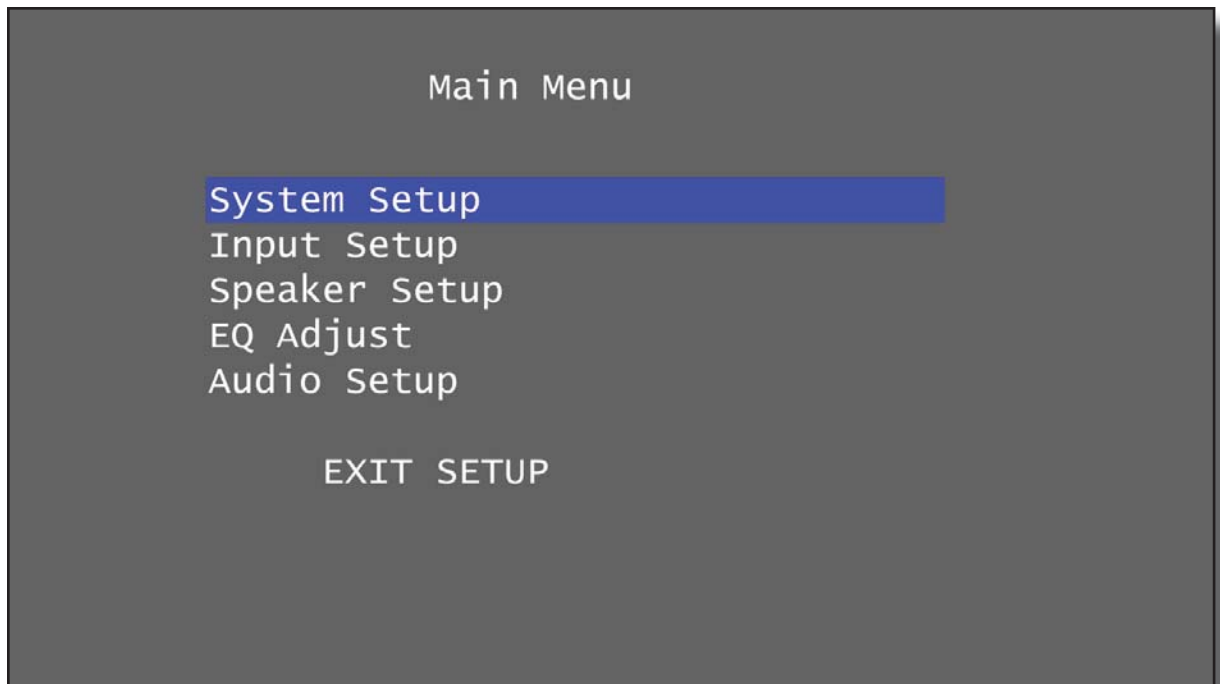 Main Menu
System Setup
Input Setup
Speaker Setup
EQ Adjust
Audio Setup
EXIT SETUP